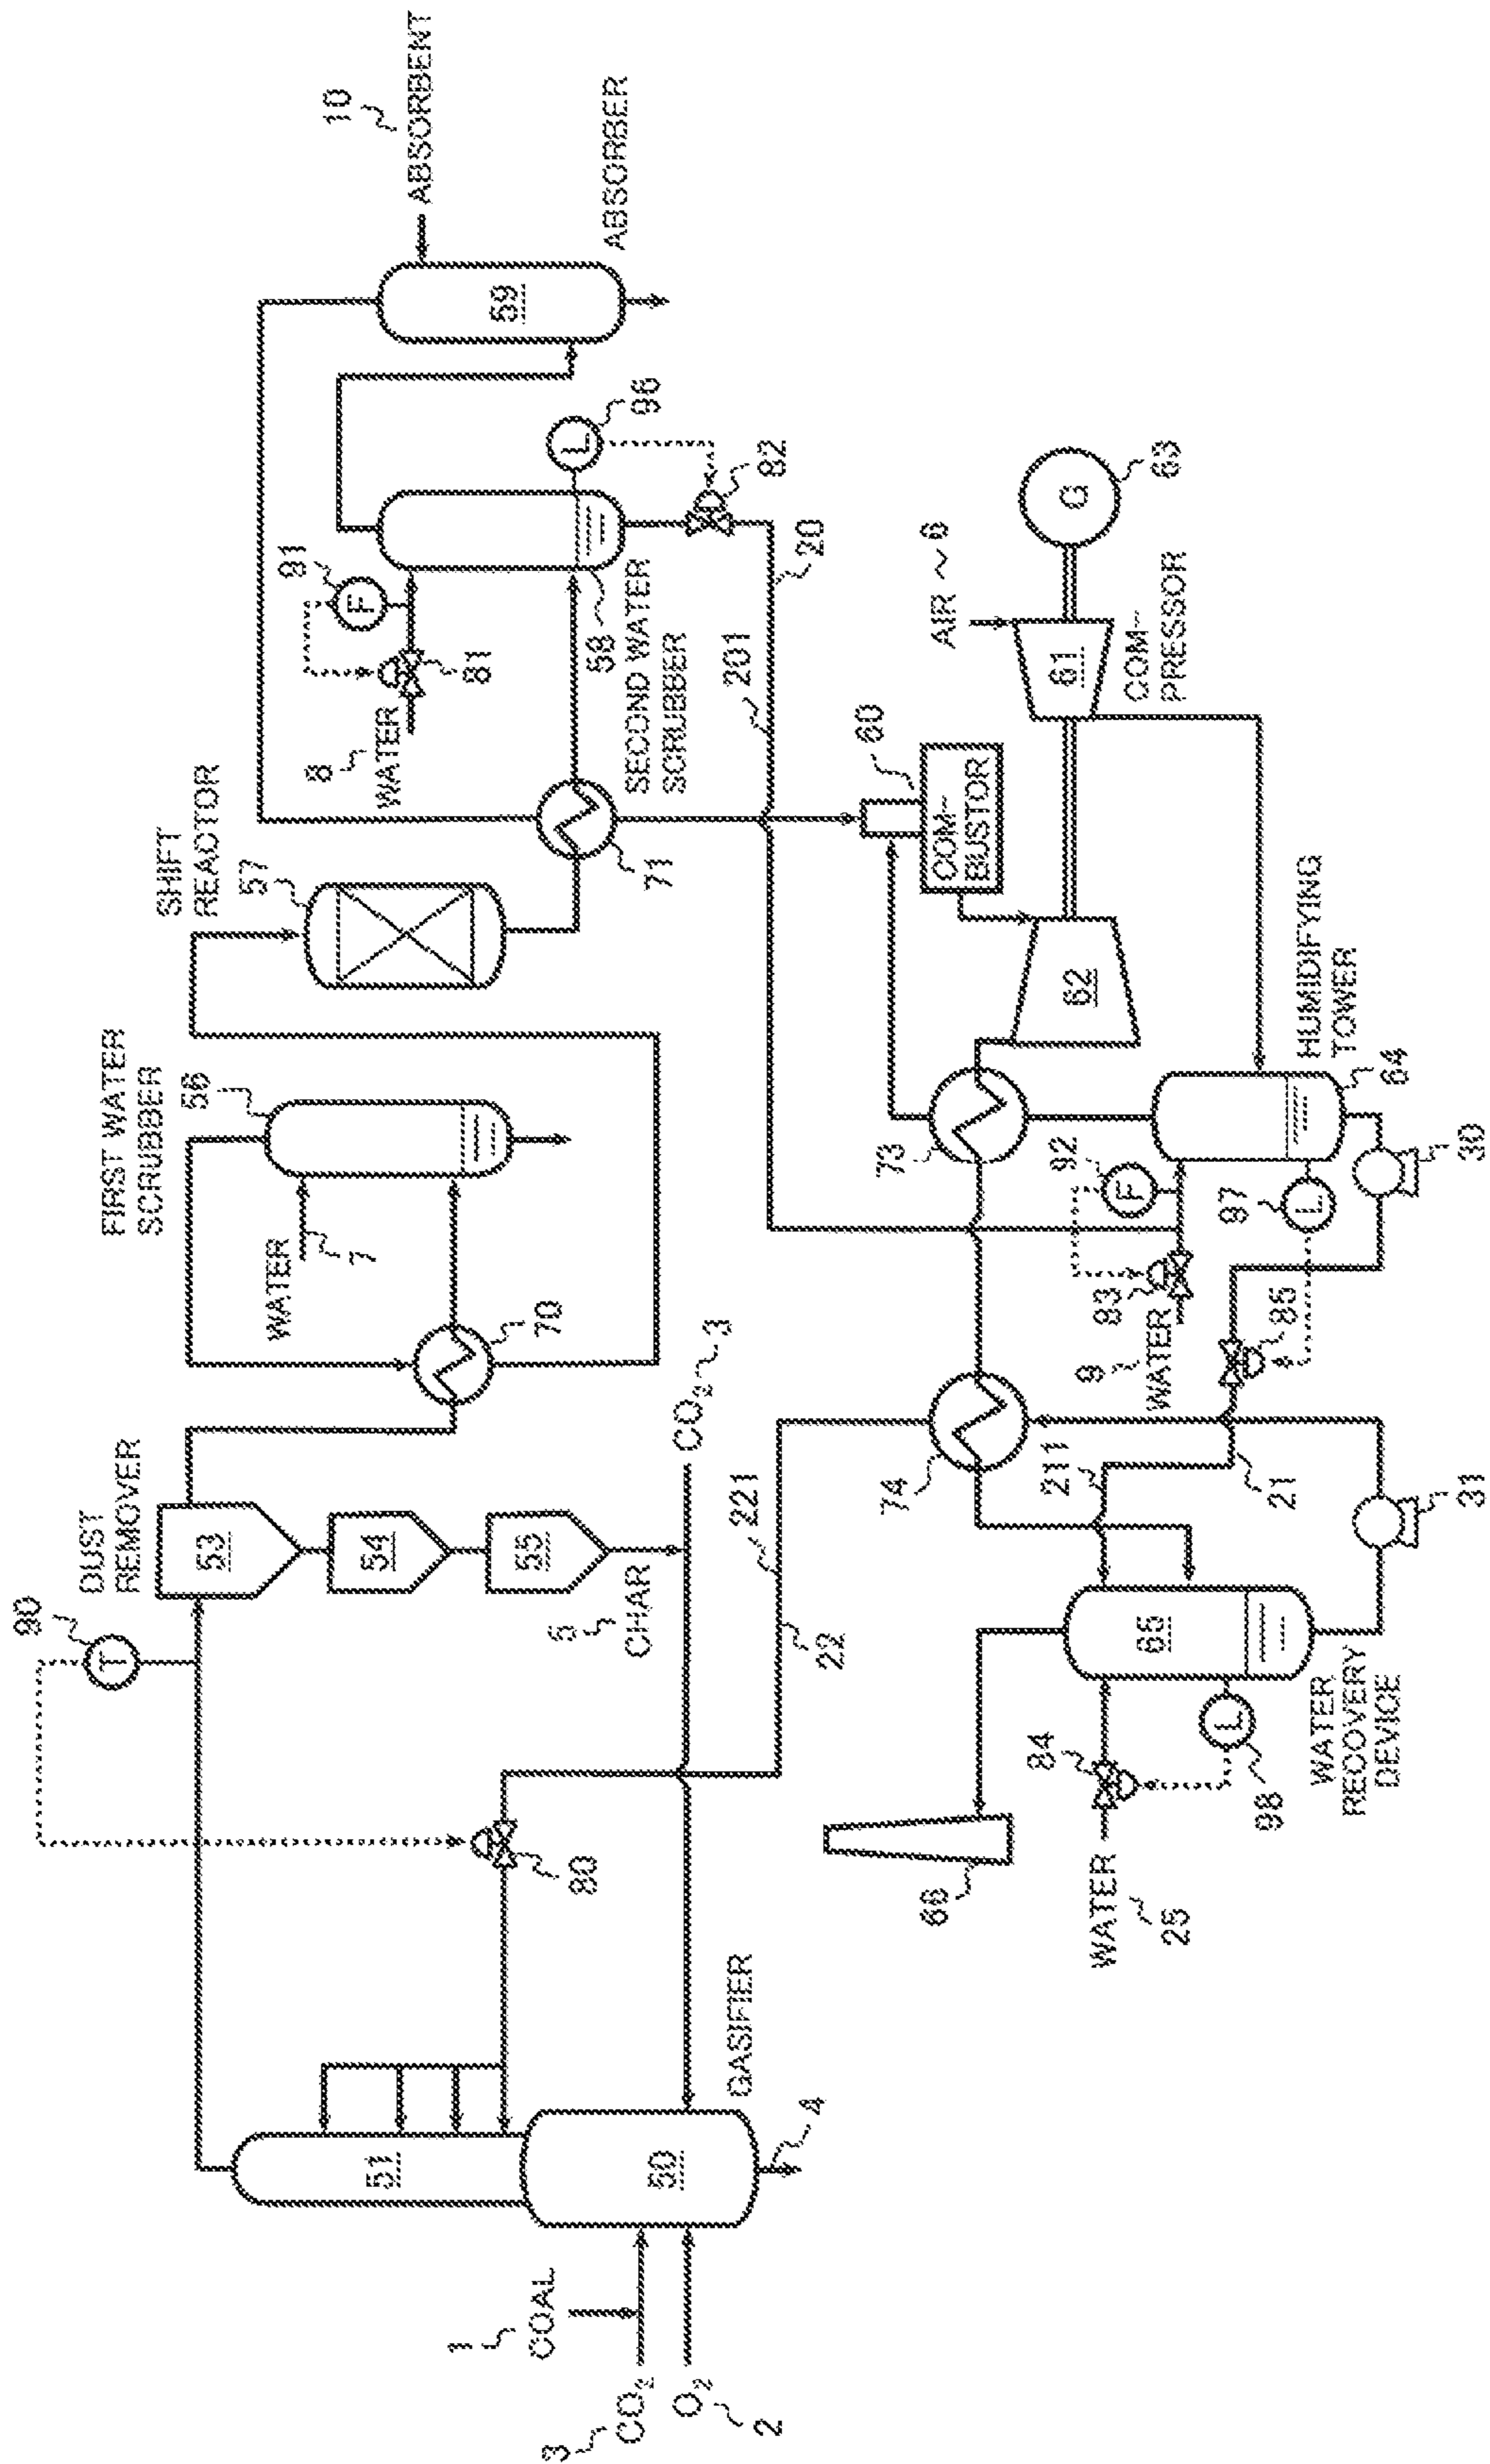 90
DUST
REMOVER
53
54
55
5
CHAR
CO₂
3
FIRST WATER
SCRUBBER
56
WATER
7
70
SHIFT
REACTOR
57
71
8
WATER
81
91
F
SECOND WATER
SCRUBBER
58
L
96
82
10
ABSORBENT
ABSORBER
59
T
51
50
GASIFIER
4
1
COAL
3
CO₂
O₂
2
80
22
221
20
201
60
COM-
BUSTOR
AIR
6
61
COM-
PRESSOR
G
63
62
73
74
HUMIDIFYING
TOWER
64
92
F
97
L
30
83
9
WATER
85
21
211
31
65
WATER
RECOVERY
DEVICE
L
98
84
WATER
25
66